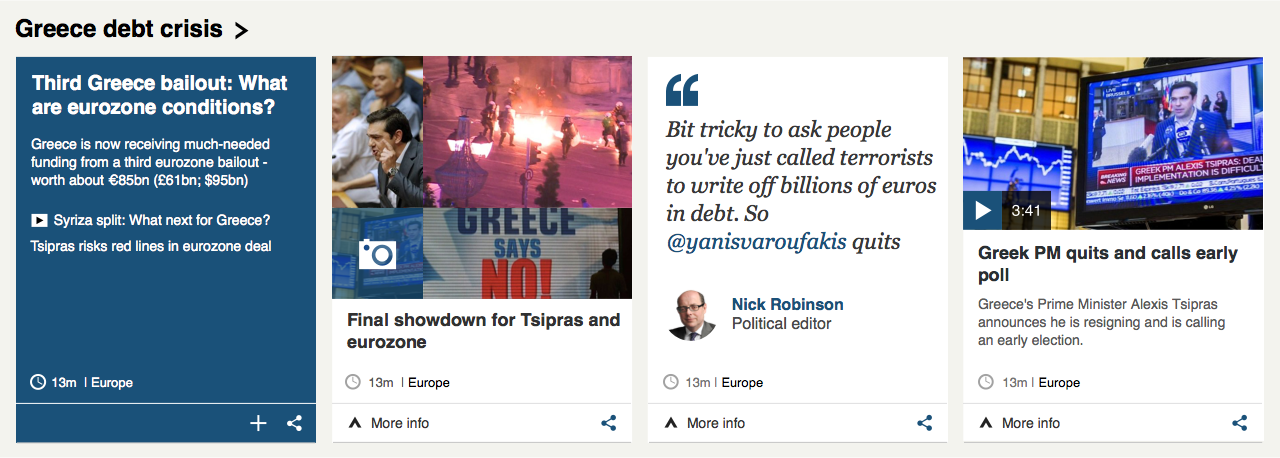 Greece debt crisis
Third Greece bailout: What
are eurozone conditions?
Greece is now receiving much-needed
funding from a third eurozone bailout -
worth about €85bn (£61bn; $95bn)
Syriza split: What next for Greece?
Tsipras risks red lines in eurozone deal
13m | Europe
GREECE
SAYS
NO!
Final showdown for Tsipras and
eurozone
13m | Europe
More info
Bit tricky to ask people
you've just called terrorists
to write off billions of euros
in debt. So
@yanisvaroufakis quits
Nick Robinson
Political editor
13m | Europe
More info
LIVE
BRUSSELS
BREAKING
NEWS
GREEK PM ALEXIS TSIPRAS: DEAL
IMPLEMENTATION IS DIFFICULT
LG
3:41
Greek PM quits and calls early
poll
Greece's Prime Minister Alexis Tsipras
announces he is resigning and is calling
an early election.
13m | Europe
More info